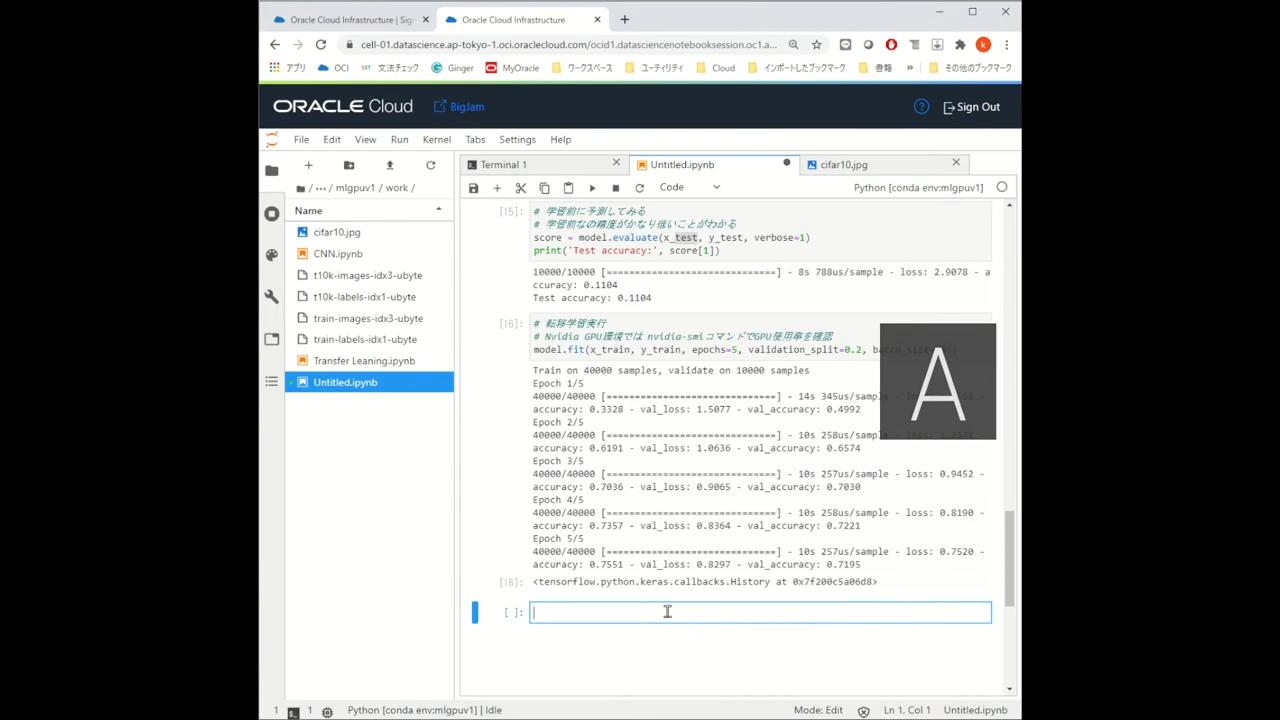 Oracle Cloud Infrastructure | Sig
Oracle Cloud Infrastructure
cell-01.datascience.ap-tokyo-1.oci.oraclecloud.com/ocid1.datasciencenotebooksession.oc1.a...
k
アプリ OCI 文法チェック Ginger MyOracle ワークスペース ユーティリティ Cloud インポートしたブックマーク 書籍 » その他のブックマーク
ORACLE Cloud BigJam Sign Out
File Edit View Run Kernel Tabs Settings Help
Terminal 1 Untitled.ipynb cifar10.jpg
/ ··· / mlgpuv1 / work /
Code Python [conda env:mlgpuv1]
Name
cifar10.jpg
CNN.ipynb
t10k-images-idx3-ubyte
t10k-labels-idx1-ubyte
train-images-idx3-ubyte
train-labels-idx1-ubyte
Transfer Leaning.ipynb
Untitled.ipynb
[15]: # 学習前に予測してみる
# 学習前なの精度がかなり低いことがわかる
score = model.evaluate(x_test, y_test, verbose=1)
print('Test accuracy:', score[1])
10000/10000 [==============================] - 8s 788us/sample - loss: 2.9078 - a
ccuracy: 0.1104
Test accuracy: 0.1104
[16]: # 転移学習実行
# Nvidia GPU環境では nvidia-smiコマンドでGPU使用率を確認
model.fit(x_train, y_train, epochs=5, validation_split=0.2,
Train on 40000 samples, validate on 10000 samples
Epoch 1/5
40000/40000 [==============================] - 14s 345us/sample
accuracy: 0.3328 - val_loss: 1.5077 - val_accuracy: 0.4992
Epoch 2/5
40000/40000 [==============================] - 10s 258us/sample
accuracy: 0.6191 - val_loss: 1.0636 - val_accuracy: 0.6574
Epoch 3/5
40000/40000 [==============================] - 10s 257us/sample - loss: 0.9452 -
accuracy: 0.7036 - val_loss: 0.9065 - val_accuracy: 0.7030
Epoch 4/5
40000/40000 [==============================] - 10s 258us/sample - loss: 0.8190 -
accuracy: 0.7357 - val_loss: 0.8364 - val_accuracy: 0.7221
Epoch 5/5
40000/40000 [==============================] - 10s 257us/sample - loss: 0.7520 -
accuracy: 0.7551 - val_loss: 0.8297 - val_accuracy: 0.7195
[16]: <tensorflow.python.keras.callbacks.History at 0x7f200c5a06d8>
[ ]:
A
1 1 Python [conda env:mlgpuv1] | Idle Mode: Edit Ln 1, Col 1 Untitled.ipynb